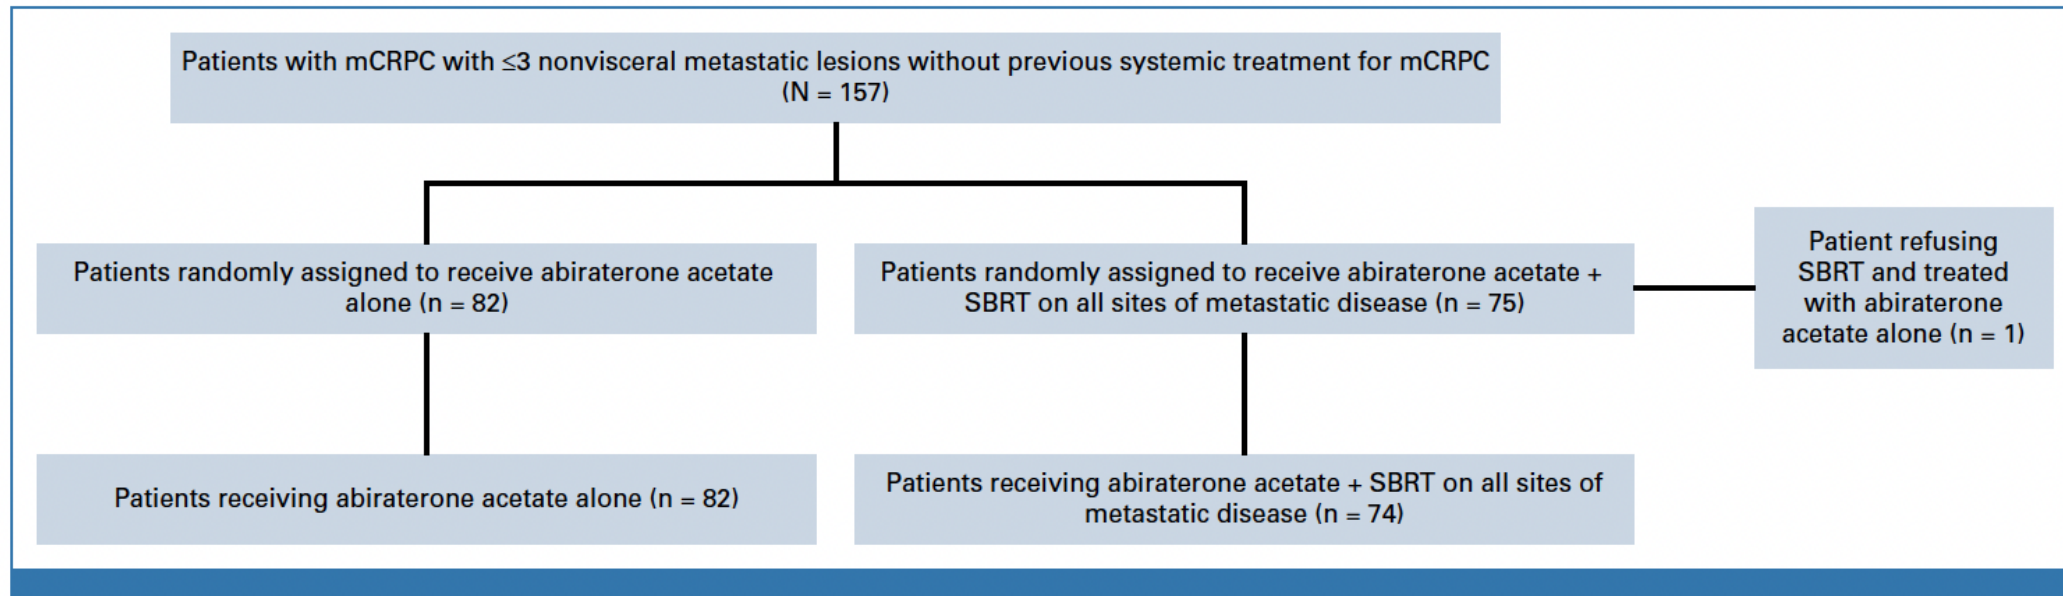 Patients with mCRPC with ≤3 nonvisceral metastatic lesions without previous systemic treatment for mCRPC
(N = 157)
Patients randomly assigned to receive abiraterone acetate
alone (n = 82)
Patients randomly assigned to receive abiraterone acetate +
SBRT on all sites of metastatic disease (n = 75)
Patient refusing
SBRT and treated
with abiraterone
acetate alone (n = 1)
Patients receiving abiraterone acetate alone (n = 82)
Patients receiving abiraterone acetate + SBRT on all sites of
metastatic disease (n = 74)